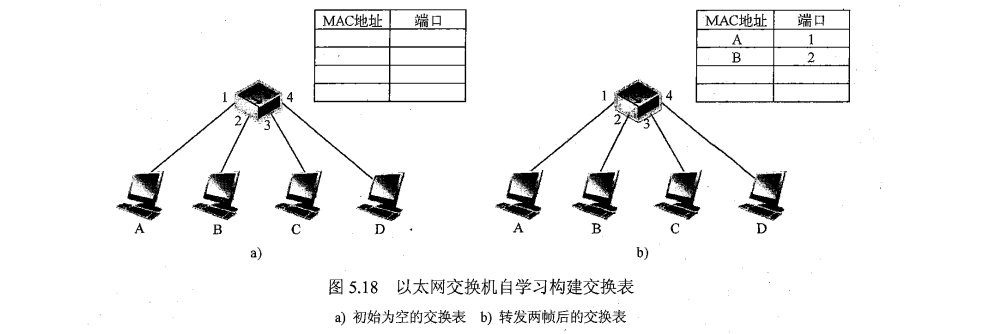 MAC地址 端口
MAC地址 端口
A 1
B 2
1 4
2 3
1 4
2 3
A B C D
A B C D
a)
b)
图 5.18 以太网交换机自学习构建交换表
a) 初始为空的交换表 b) 转发两帧后的交换表